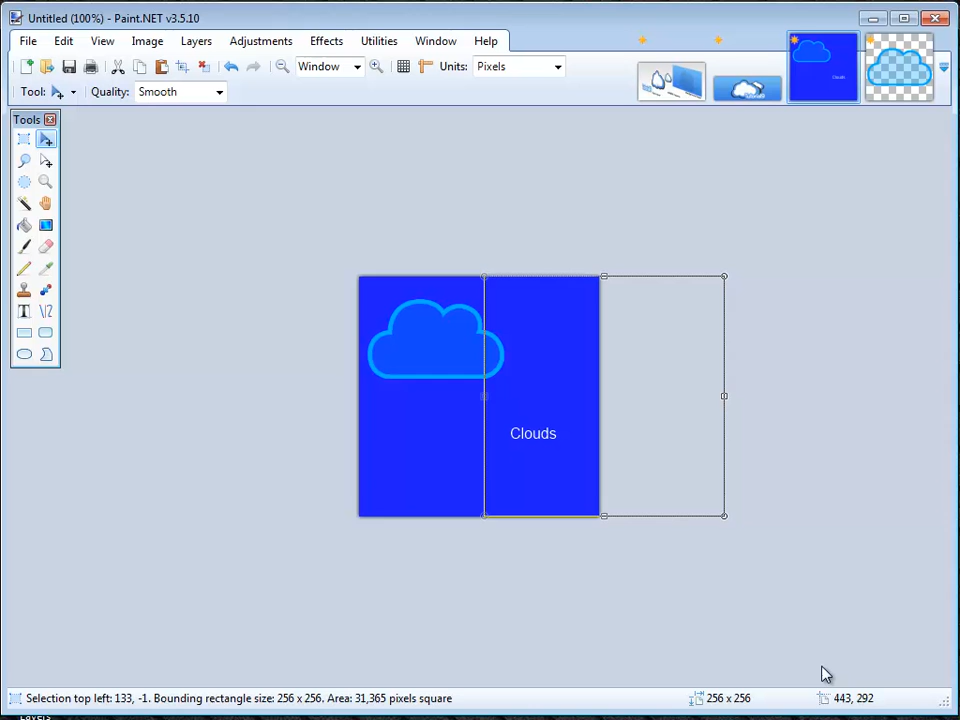 Untitled (100%) - Paint.NET v3.5.10
File Edit View Image Layers Adjustments Effects Utilities Window Help
Window Units: Pixels
Tool: Quality: Smooth
Clouds
Tools
Clouds
Selection top left: 133, -1. Bounding rectangle size: 256 x 256. Area: 31,365 pixels square 256 x 256 443, 292
Layers